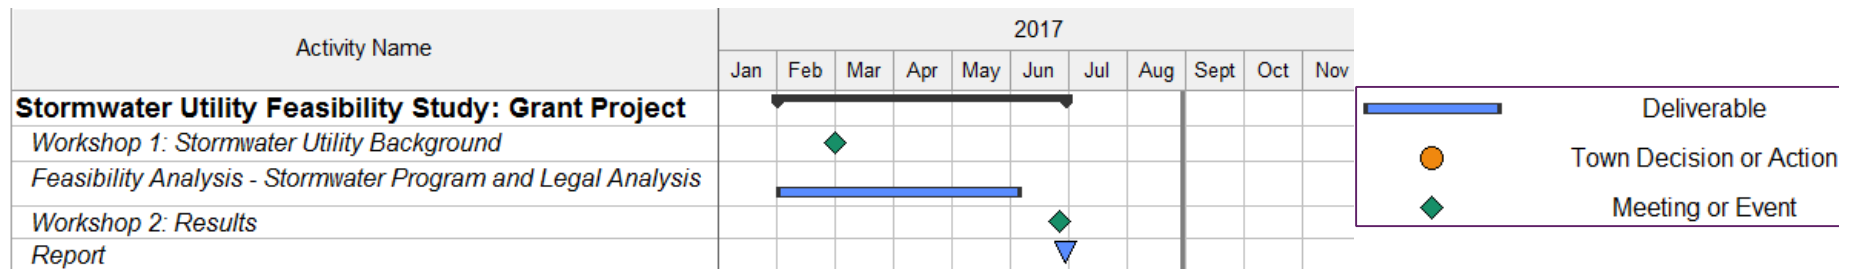 Activity Name
2017
Jan Feb Mar Apr May Jun Jul Aug Sept Oct Nov
Stormwater Utility Feasibility Study: Grant Project
Workshop 1: Stormwater Utility Background
Feasibility Analysis - Stormwater Program and Legal Analysis
Workshop 2: Results
Report
Deliverable
Town Decision or Action
Meeting or Event